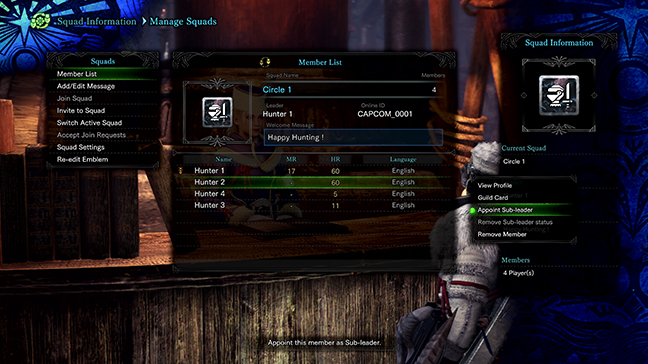 Squad Information > Manage Squads
Squads
Member List
Add/Edit Message
Join Squad
Invite to Squad
Switch Active Squad
Accept Join Requests
Squad Settings
Re-edit Emblem
Member List
Squad Name Members
Circle 1 4
Leader Online ID
Hunter 1 CAPCOM_0001
Welcome Message
Happy Hunting !
Name MR HR Language
Hunter 1 17 60 English
Hunter 2 - 60 English
Hunter 4 - 5 English
Hunter 3 - 11 English
Squad Information
Current Squad
Circle 1
View Profile
Guild Card
Appoint Sub-leader
Remove Sub-leader status
Remove Member
Members
4 Player(s)
Appoint this member as Sub-leader.